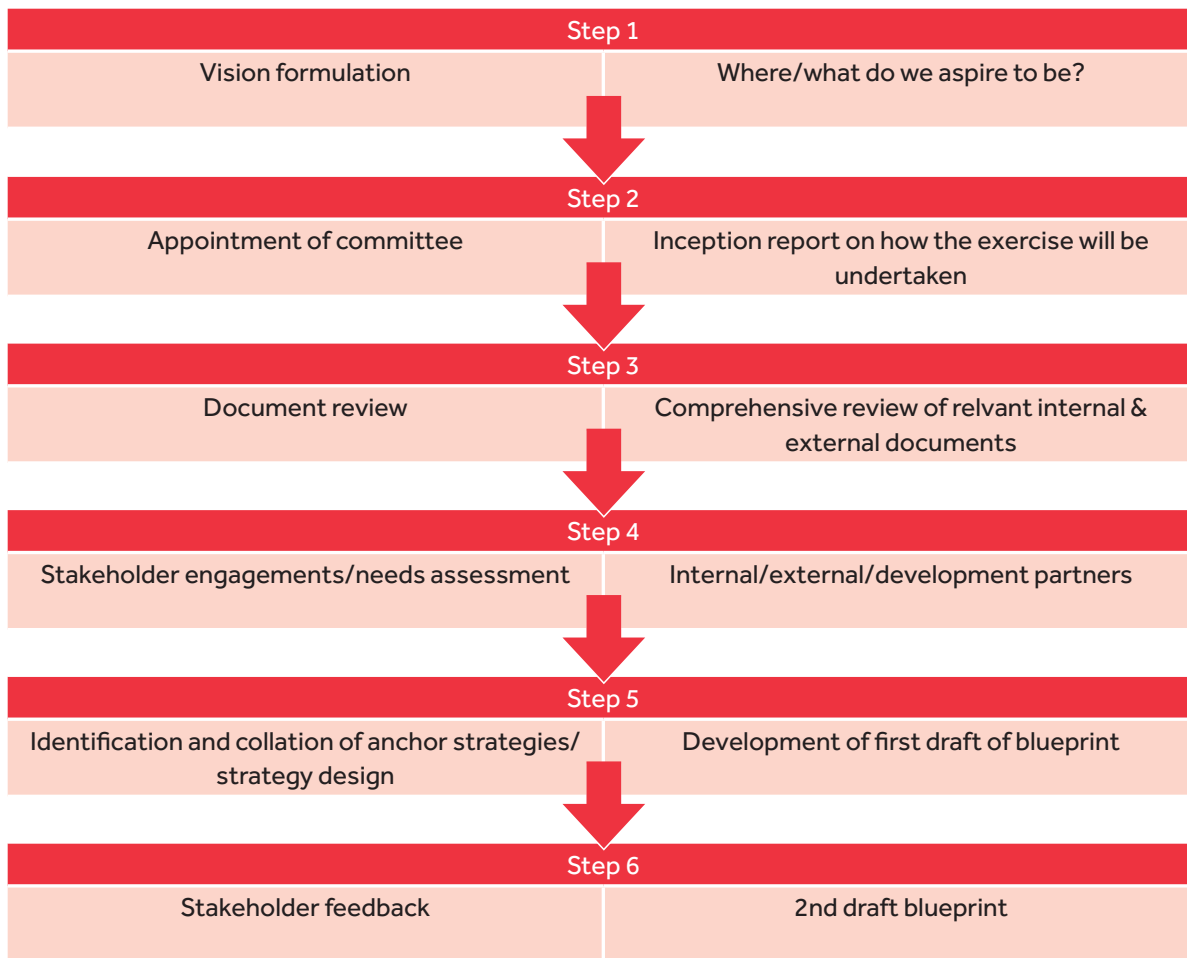 Step 1
Vision formulation
Where/what do we aspire to be?
Step 2
Appointment of committee
Inception report on how the exercise will be
undertaken
Step 3
Document review
Comprehensive review of relvant internal &
external documents
Step 4
Stakeholder engagements/needs assessment
Internal/external/development partners
Step 5
Identification and collation of anchor strategies/
strategy design
Development of first draft of blueprint
Step 6
Stakeholder feedback
2nd draft blueprint